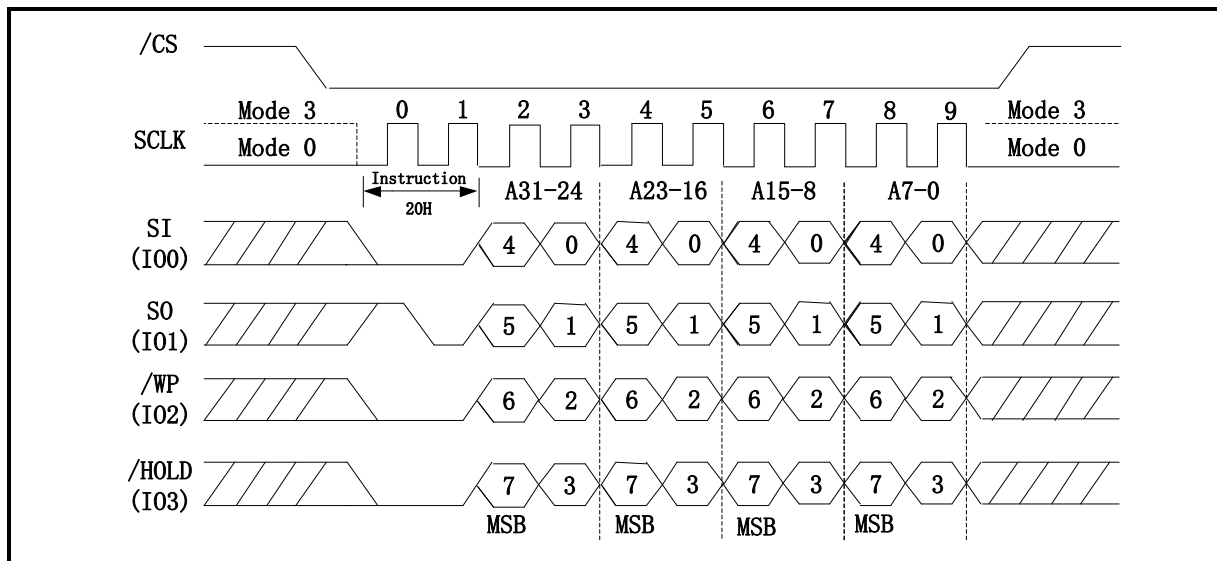 /CS
Mode 3 0 1 2 3 4 5 6 7 8 9 Mode 3
SCLK
Mode 0 Mode 0
Instruction
20H
A31-24 A23-16 A15-8 A7-0
SI
(IO0)
4 0 4 0 4 0 4 0
SO
(IO1)
5 1 5 1 5 1 5 1
/WP
(IO2)
6 2 6 2 6 2 6 2
/HOLD
(IO3)
7 3 7 3 7 3 7 3
MSB MSB MSB MSB